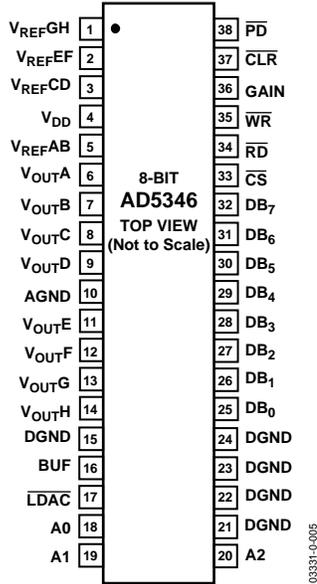 VREFGH 1 38 PD
VREFEF 2 37 CLR
VREFCD 3 36 GAIN
VDD 4 35 WR
VREFAB 5 34 RD
VOUTA 6 33 CS
VOUTB 7 32 DB7
VOUTC 8 31 DB6
VOUTD 9 30 DB5
AGND 10 29 DB4
VOUTE 11 28 DB3
VOUTF 12 27 DB2
VOUTG 13 26 DB1
VOUTH 14 25 DB0
DGND 15 24 DGND
BUF 16 23 DGND
LDAC 17 22 DGND
A0 18 21 DGND
A1 19 20 A2
8-BIT
AD5346
TOP VIEW
(Not to Scale)
03331-0-005